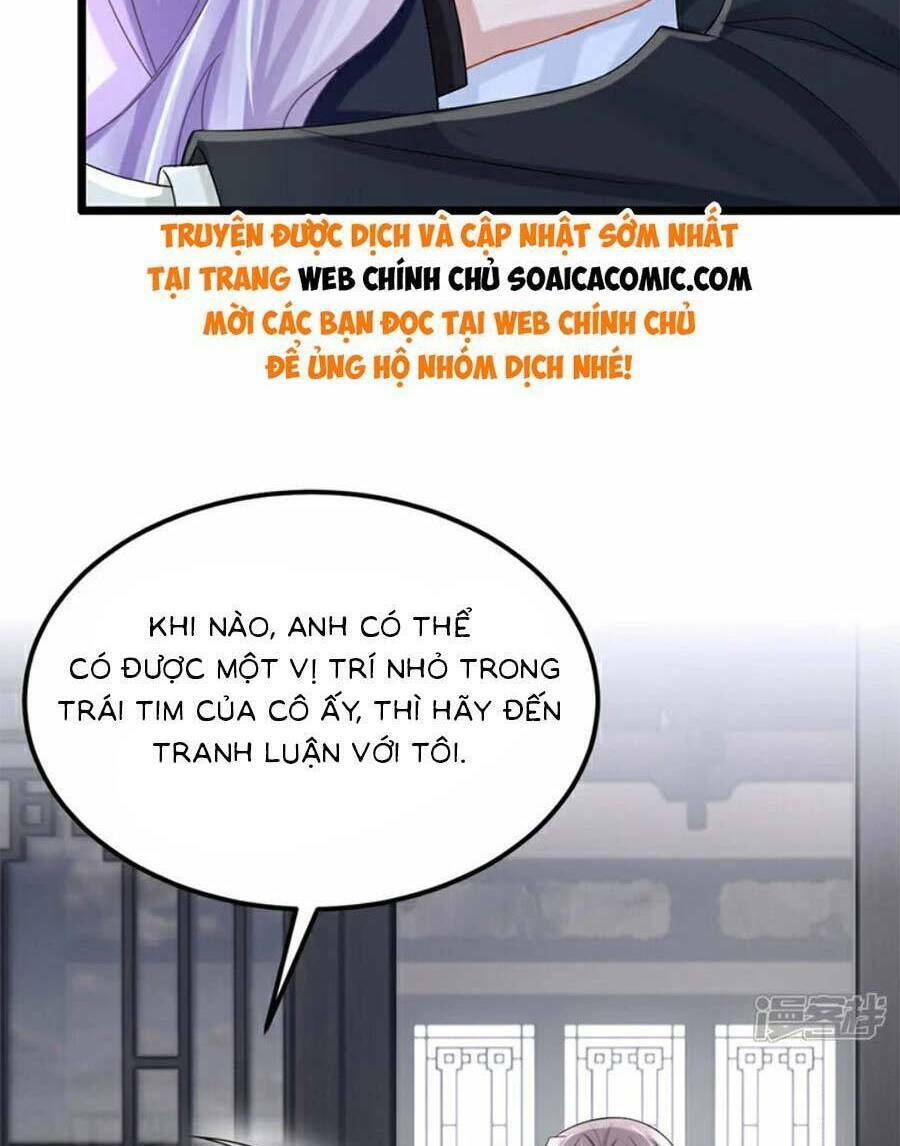 TRUYỆN ĐƯỢC DỊCH VÀ CẬP NHẬT SỚM NHẤT
TẠI TRANG WEB CHÍNH CHỦ SOAICACOMIC.COM
MỜI CÁC BẠN ĐỌC TẠI WEB CHÍNH CHỦ
ĐỂ ỦNG HỘ NHÓM DỊCH NHÉ!
KHI NÀO, ANH CÓ THỂ
CÓ ĐƯỢC MỘT VỊ TRÍ NHỎ TRONG
TRÁI TIM CỦA CÔ ẤY, THÌ HÃY ĐẾN
TRANH LUẬN VỚI TÔI.
漫客栈